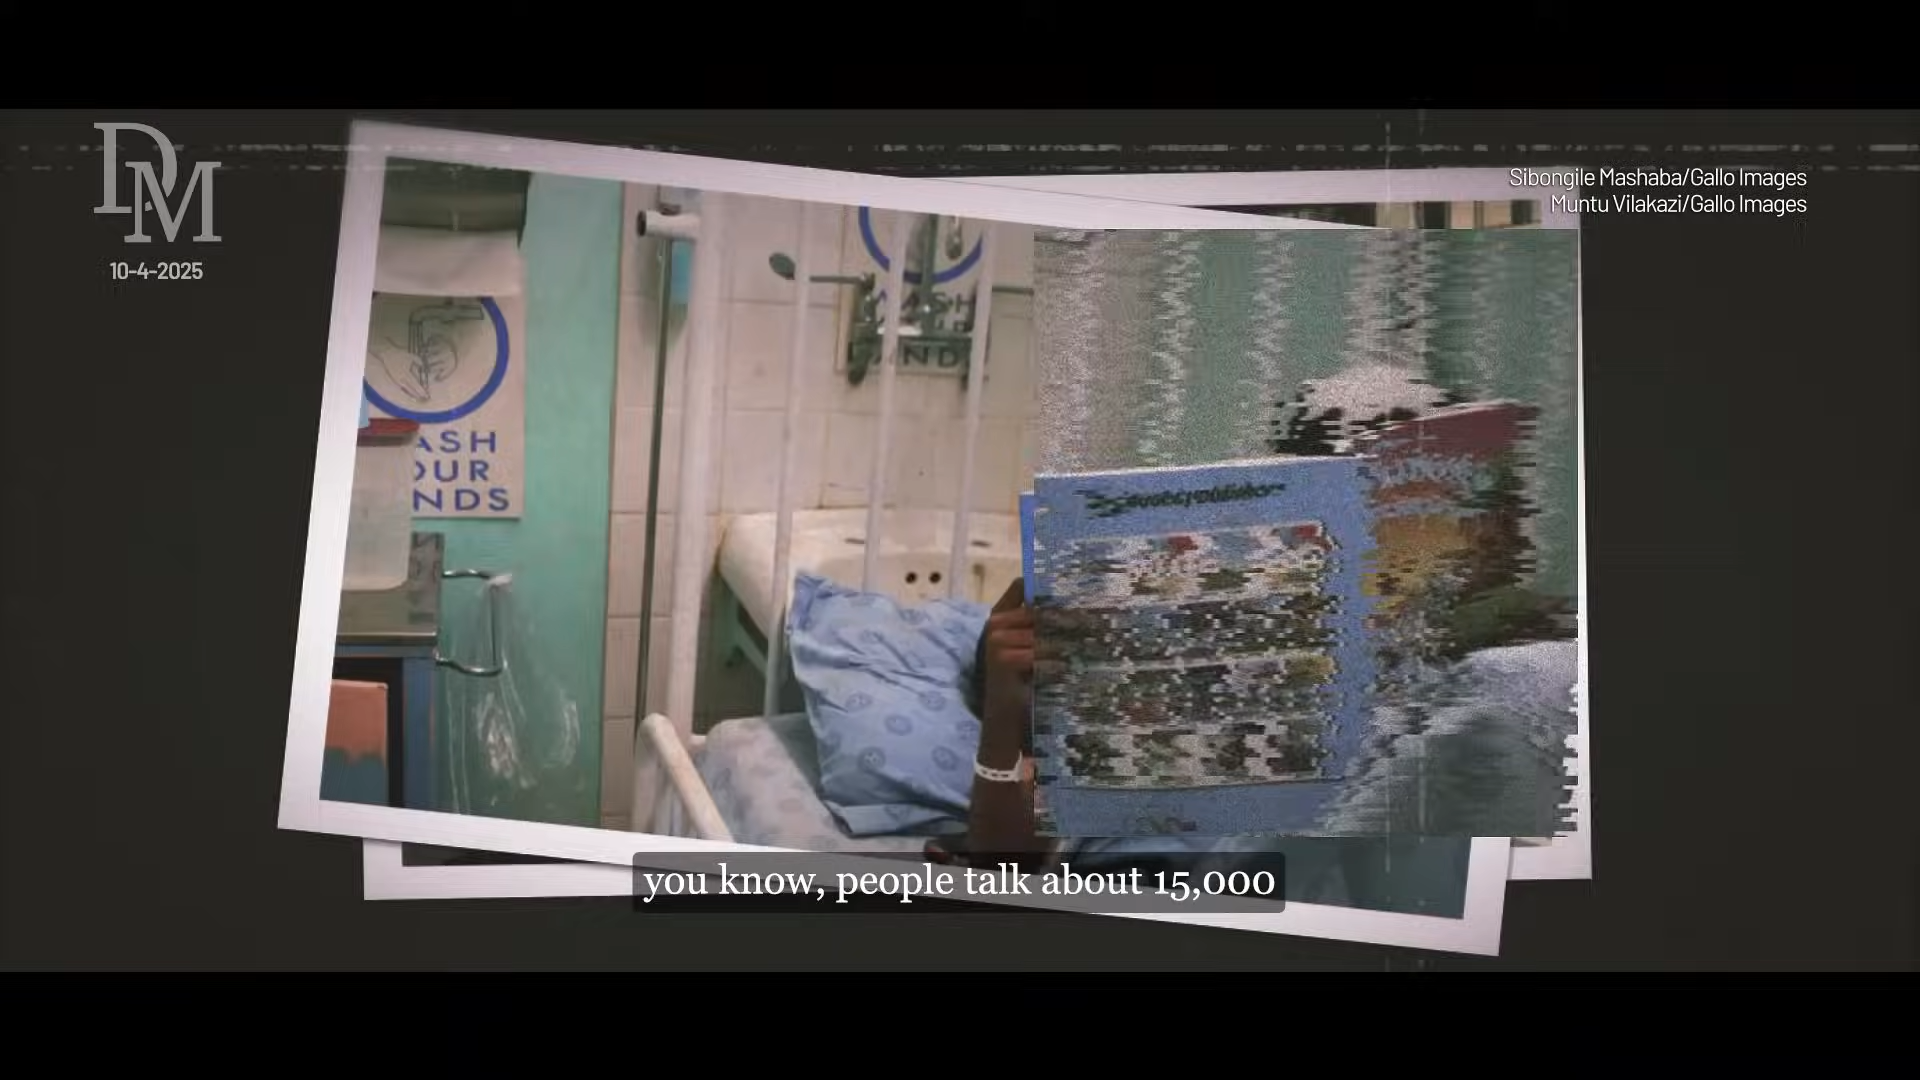 DM
10-4-2025
Sibongile Mashaba/Gallo Images
Muntu Vilakazi/Gallo Images
ASH
OUR
NDS
you know, people talk about 15,000